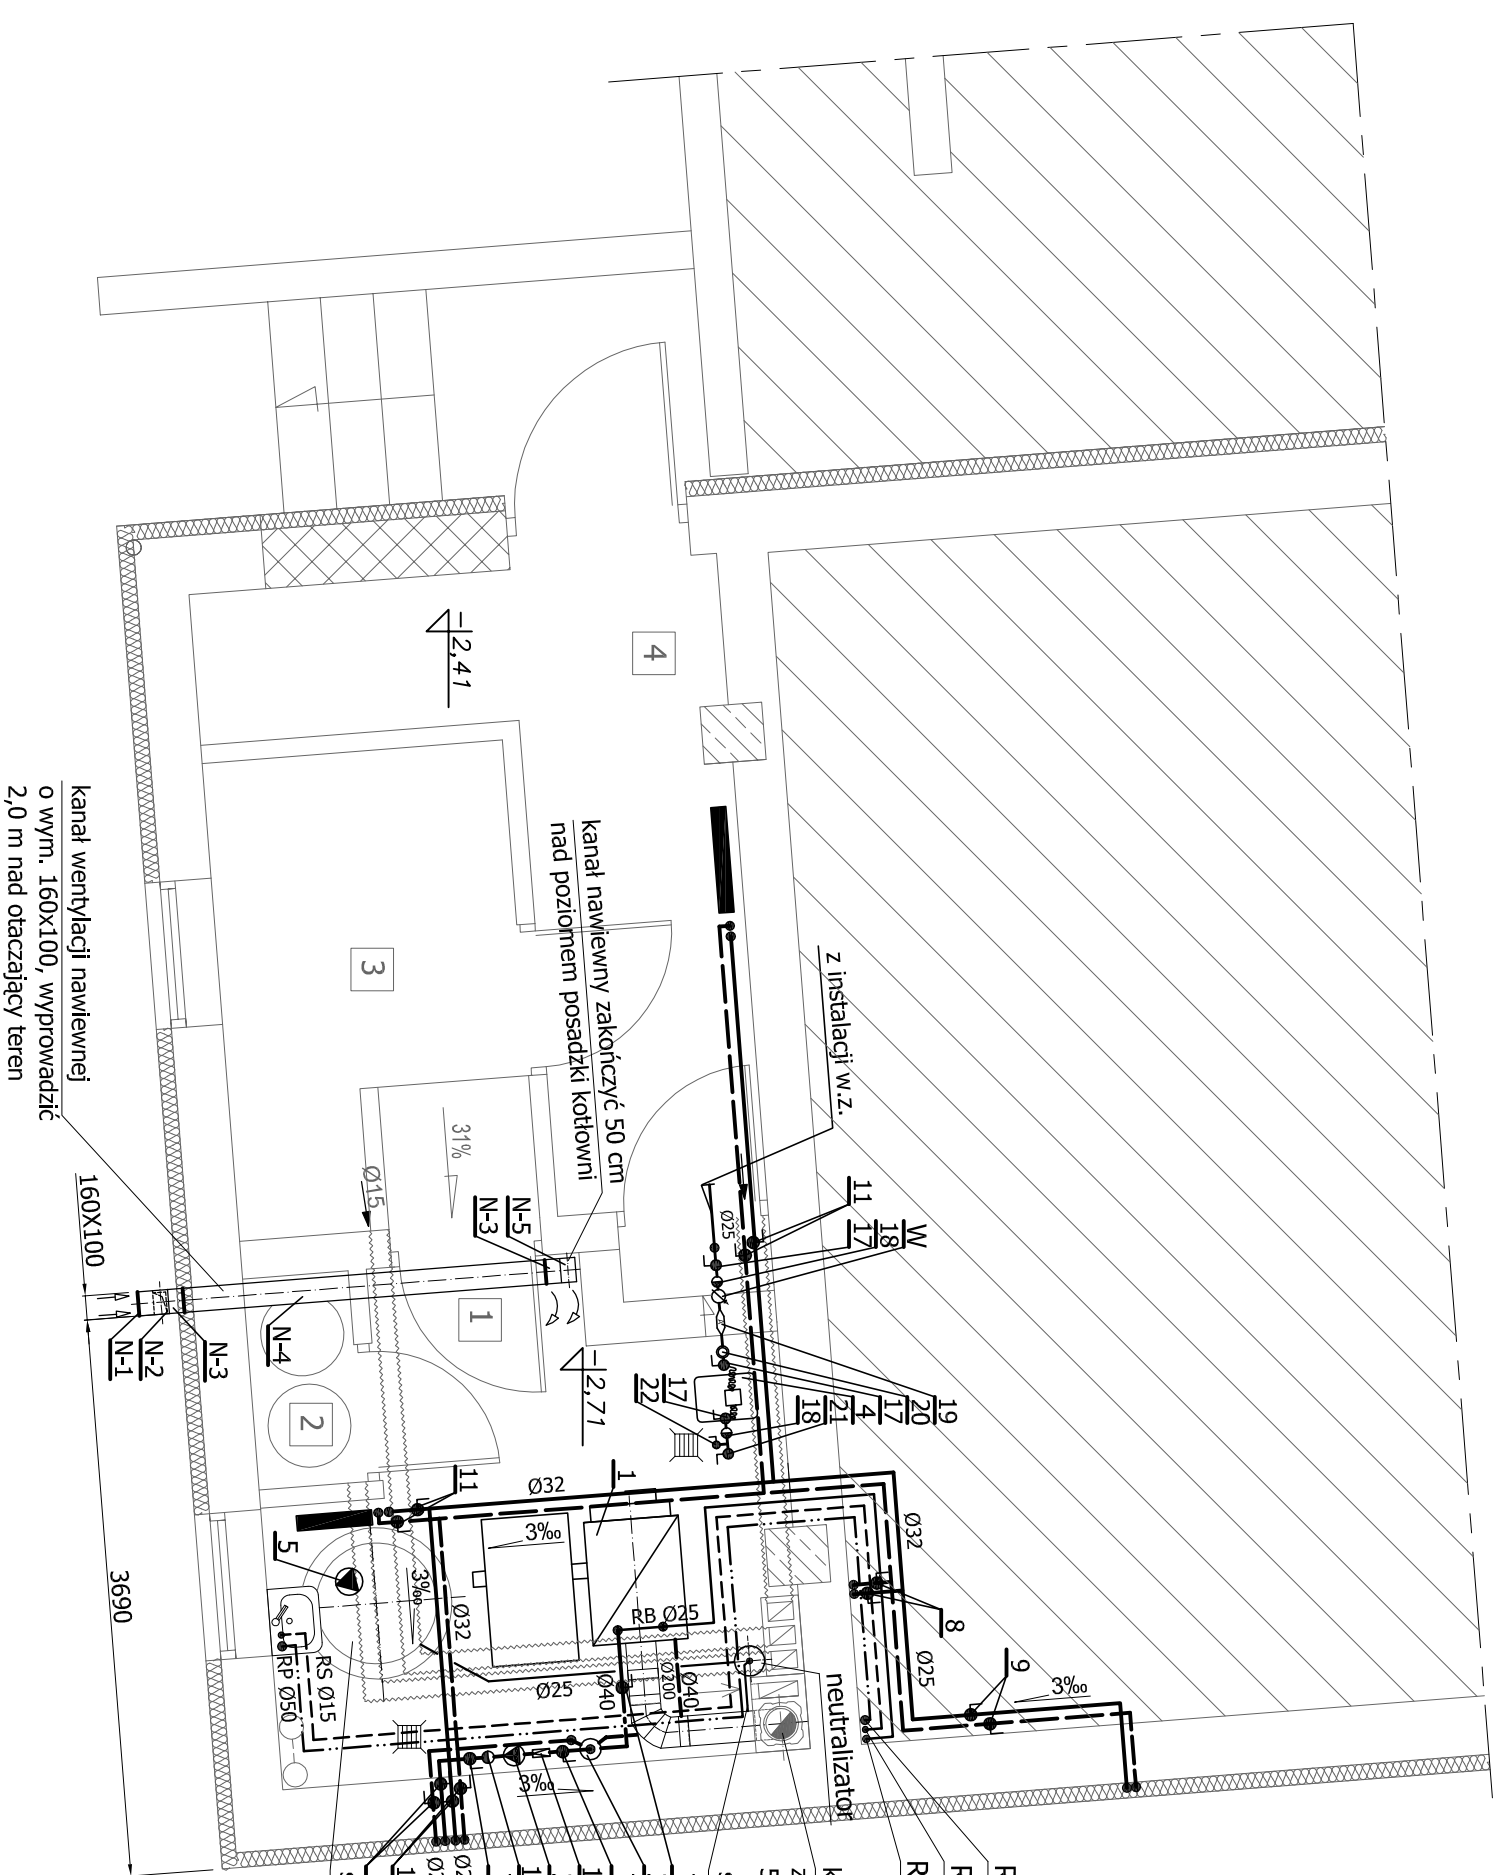 4
-2,41
3
kanał nawiewny zakończyć 50 cm
nad poziomem posadzki kotłowni
z instalacji w.z.
kanał wentylacji nawiewnej
o wym. 160x100, wyprowadzić
2,0 m nad otaczający teren
31%
Ø15
160X100
3690
N-5
N-3
N-1
N-2
N-3
N-4
1
2
-2,71
Ø25
11
W
18
17
19
20
17
4
21
18
17
22
11
Ø32
1
3‰
5
3‰
Ø32
RB Ø25
Ø25
Ø40
Ø200
Ø40
RS Ø15
RP Ø50
neutralizator
Ø32
8
Ø25
9
3‰
3‰